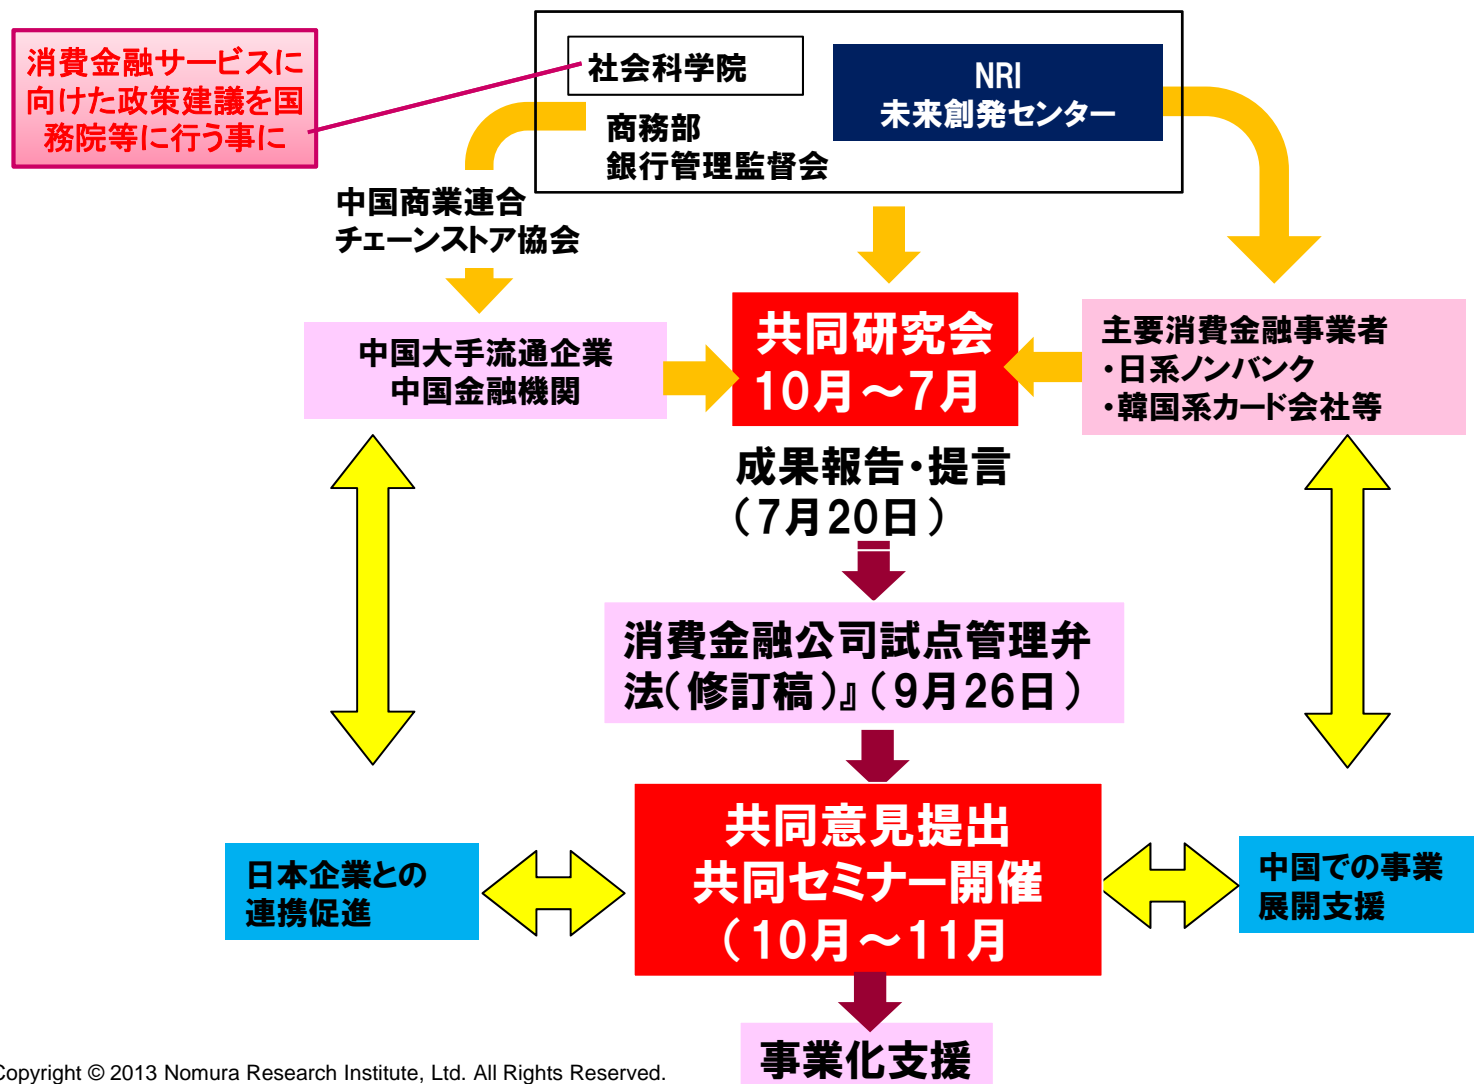 消費金融サービスに
向けた政策建議を国
務院等に行う事に
社会科学院
商務部
銀行管理監督会
NRI
未来創発センター
中国商業連合
チェーンストア協会
中国大手流通企業
中国金融機関
共同研究会
10月～7月
主要消費金融事業者
・日系ノンバンク
・韓国系カード会社等
成果報告・提言
（7月20日）
消費金融公司試点管理弁
法（修訂稿）』（9月26日）
共同意見提出
共同セミナー開催
（10月～11月
日本企業との
連携促進
中国での事業
展開支援
事業化支援
Copyright © 2013 Nomura Research Institute, Ltd. All Rights Reserved.